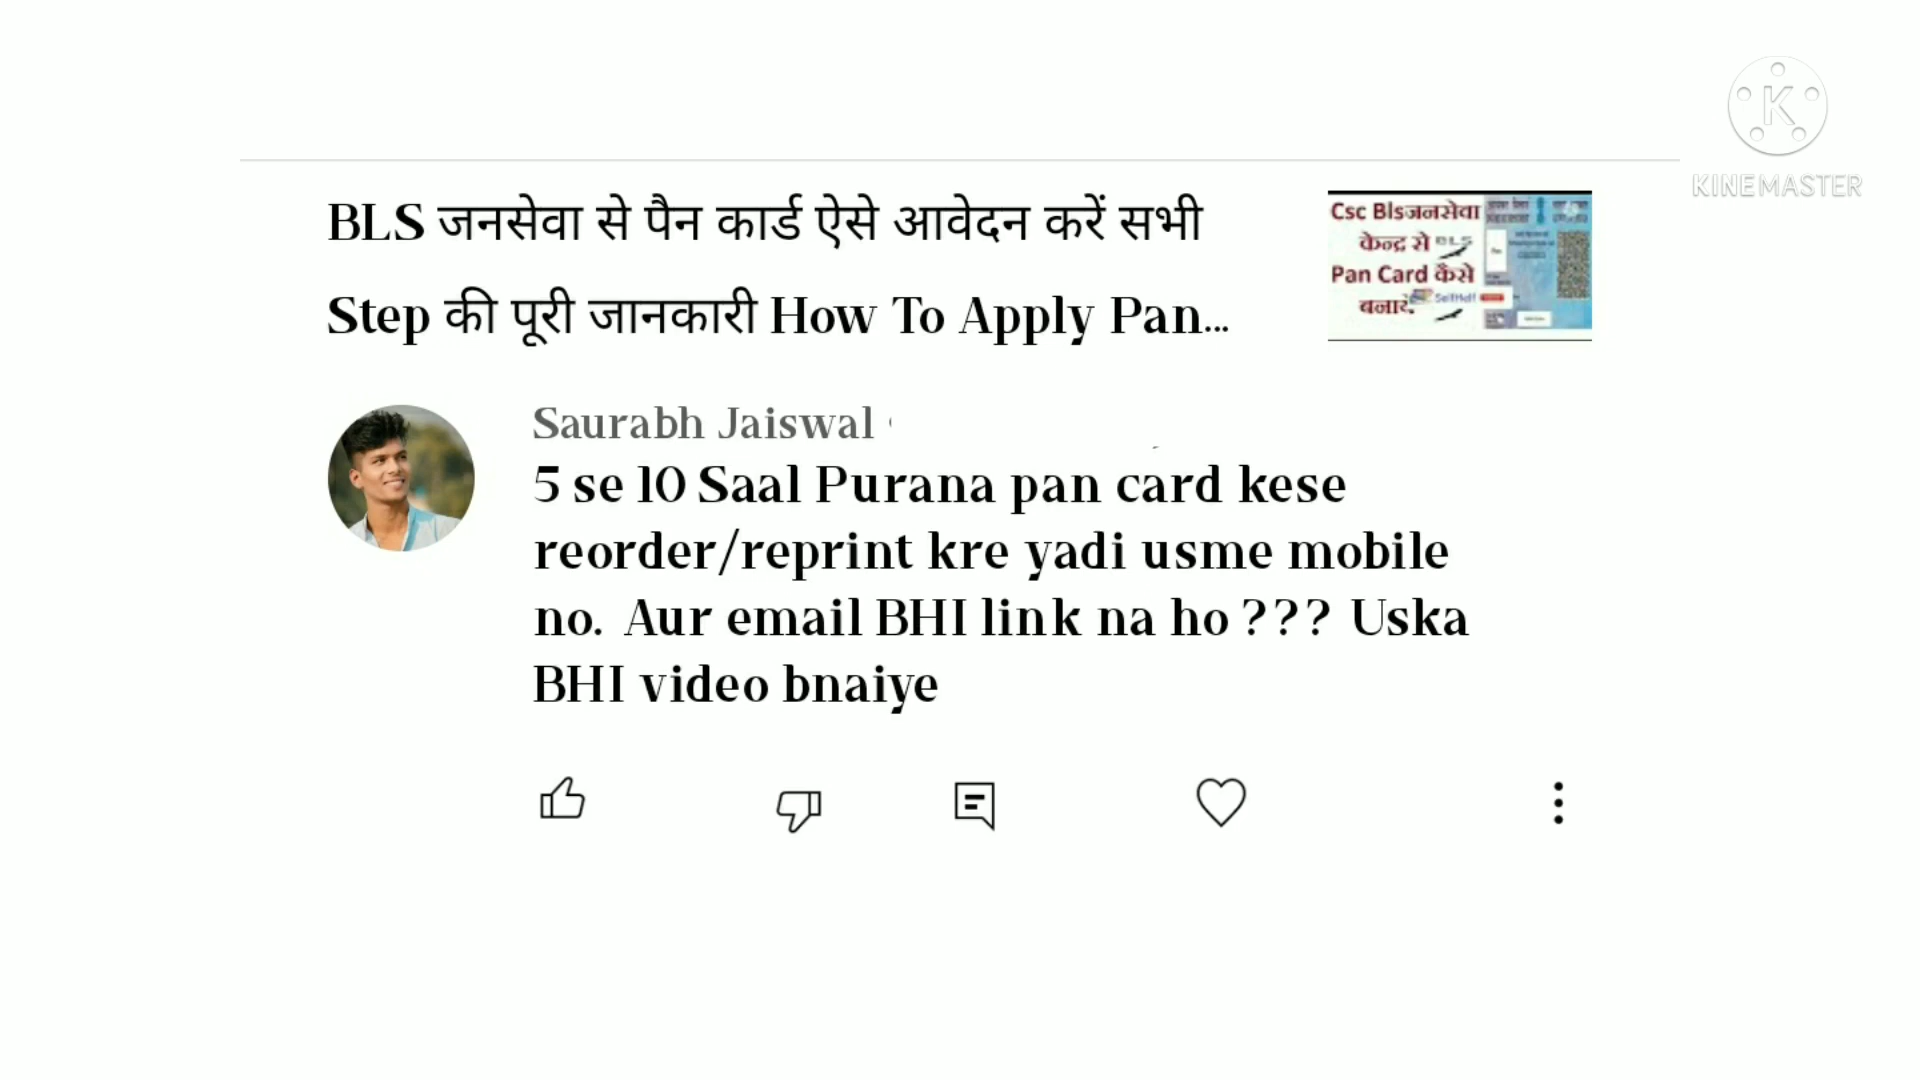 K
KINEMASTER
BLS जनसेवा से पैन कार्ड ऐसे आवेदन करें सभी
Step की पूरी जानकारी How To Apply Pan...
Csc Blsजनसेवा
केन्द्र से BLS
Pan Card कैसे
बनाए.
Saurabh Jaiswal
5 se 10 Saal Purana pan card kese
reorder/reprint kre yadi usme mobile
no. Aur email BHI link na ho ??? Uska
BHI video bnaiye